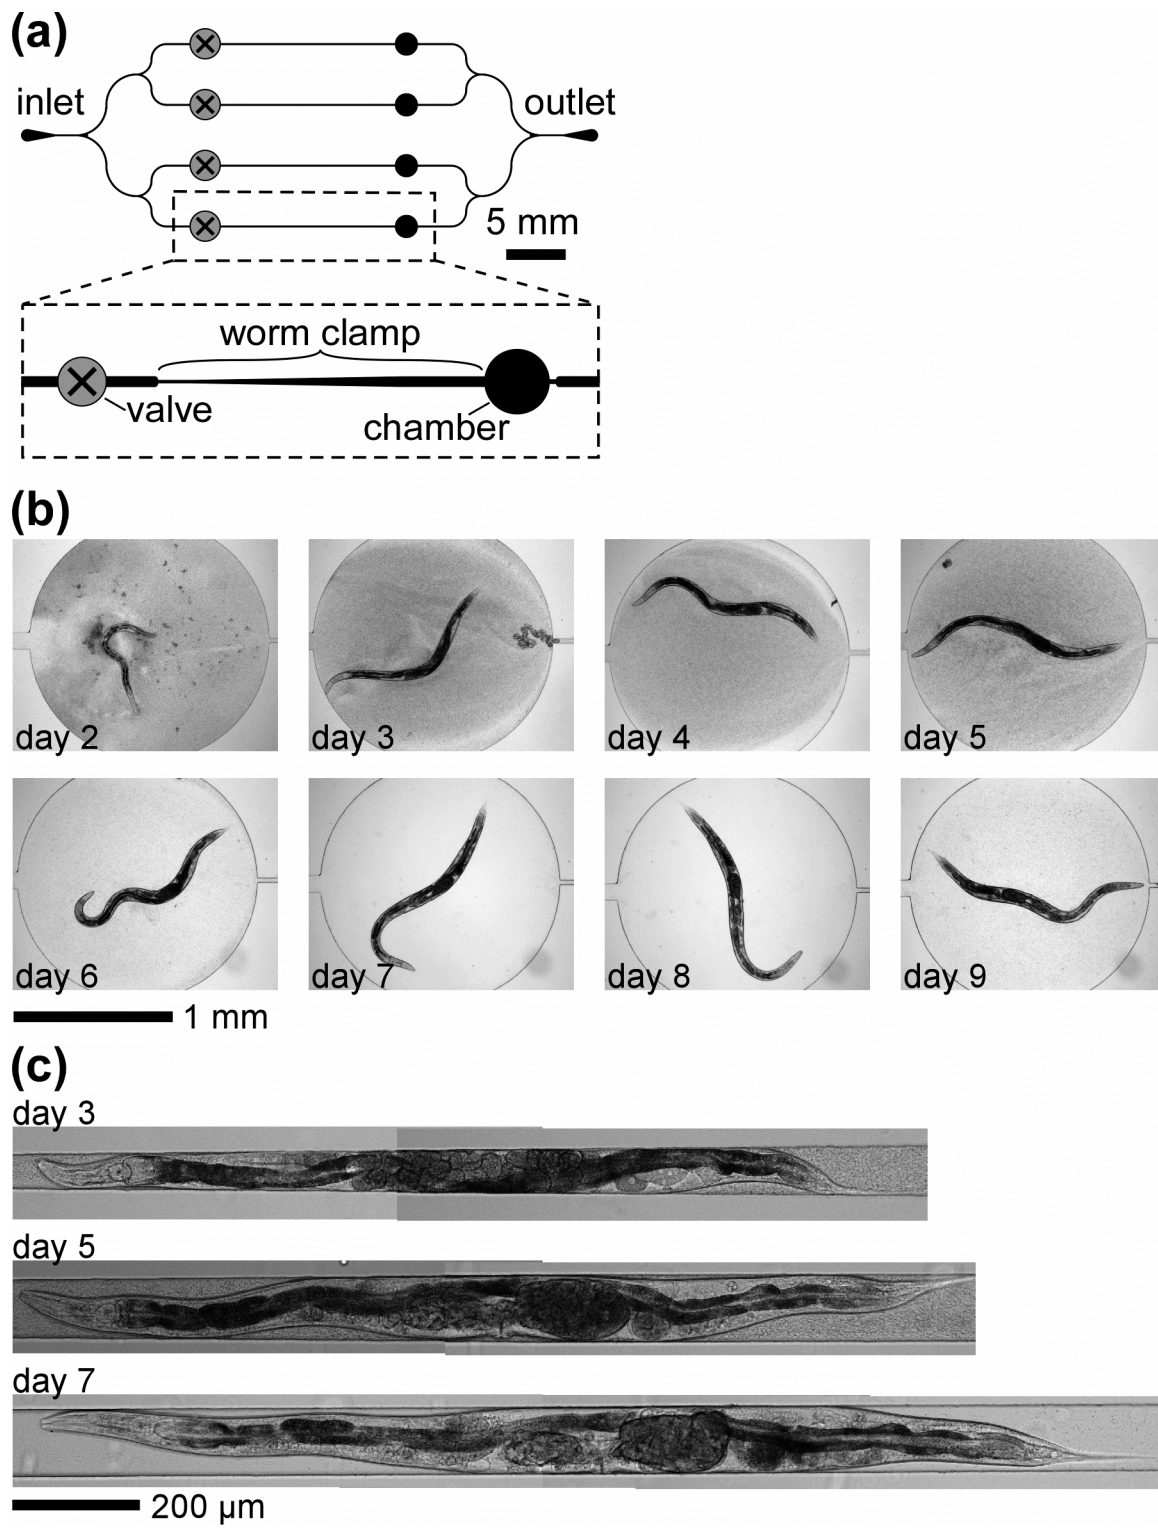 (a)
inlet
outlet
5 mm
worm clamp
valve
chamber
(b)
day 2
day 3
day 4
day 5
day 6
day 7
day 8
day 9
1 mm
(c)
day 3
day 5
day 7
200 µm